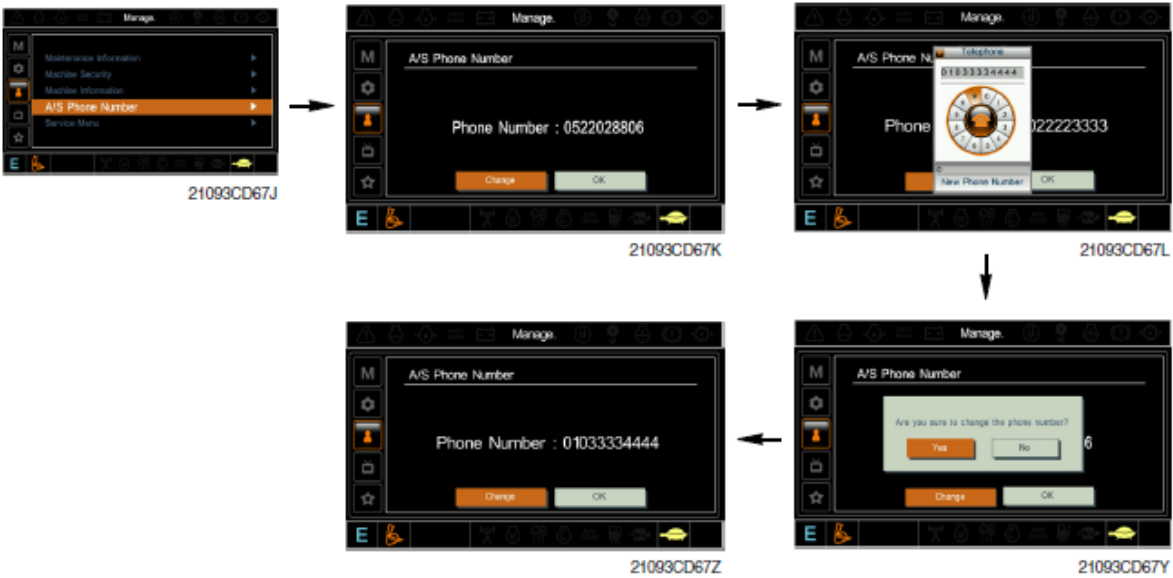 Manage.
M
Maintenance Information
Machine Security
Machine Information
A/S Phone Number
Service Menu
E
21093CD67J
Manage.
M
A/S Phone Number
Phone Number : 0522028806
Change
OK
E
21093CD67K
Manage.
M
A/S Phone Nu
Telephone
01033334444
Phone
022223333
New Phone Number
OK
E
21093CD67L
Manage.
M
A/S Phone Number
Phone Number : 01033334444
Change
OK
E
21093CD67Z
Manage.
M
A/S Phone Number
Are you sure to change the phone number?
Yes
No
6
Change
OK
E
21093CD67Y